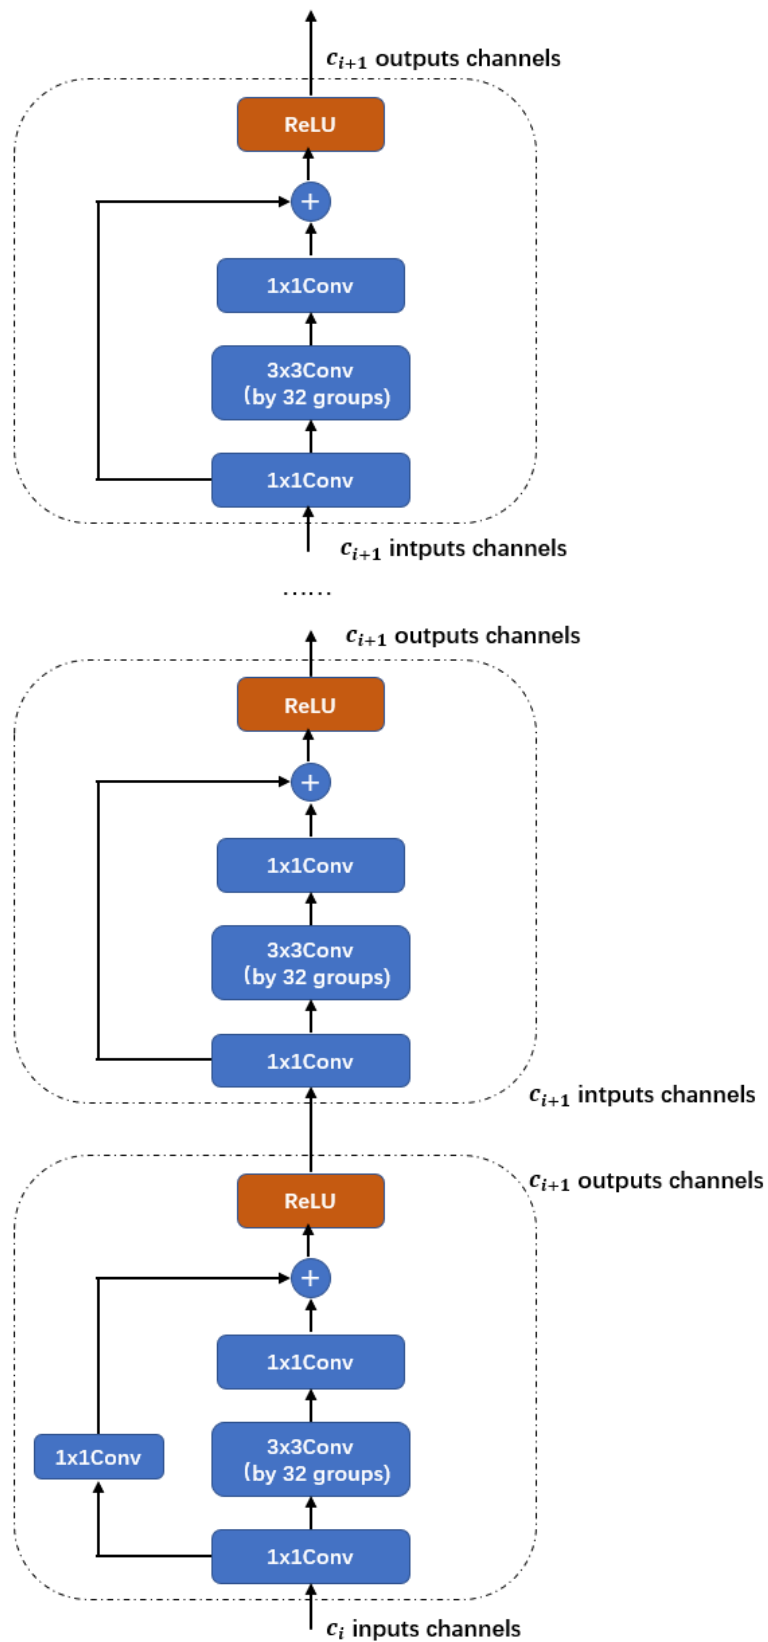 c_{i+1} outputs channels
ReLU
+
1x1Conv
3x3Conv
(by 32 groups)
1x1Conv
c_{i+1} intputs channels
......
c_{i+1} outputs channels
ReLU
+
1x1Conv
3x3Conv
(by 32 groups)
1x1Conv
c_{i+1} intputs channels
c_{i+1} outputs channels
ReLU
+
1x1Conv
3x3Conv
(by 32 groups)
1x1Conv
1x1Conv
c_i inputs channels